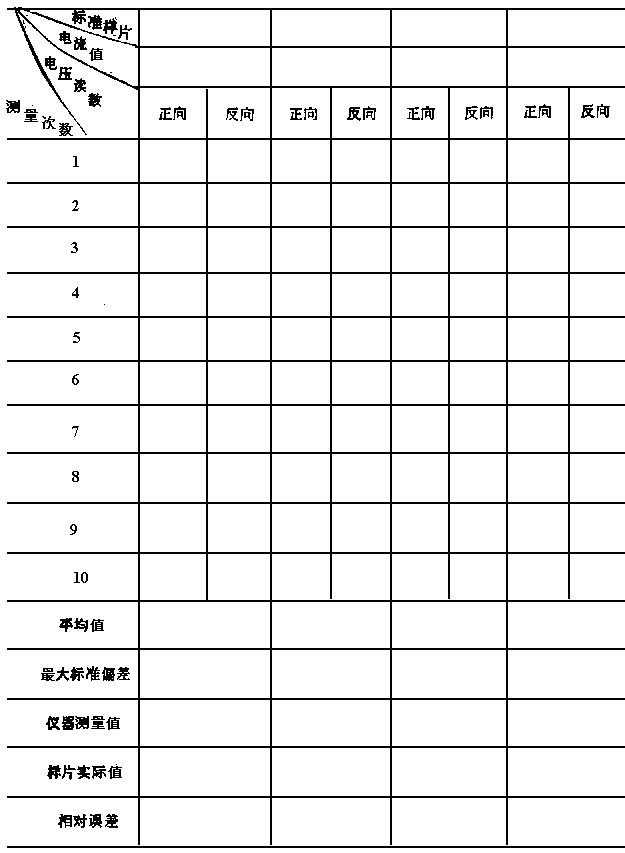 标准样片
电流值
电压读数
测量次数
正向 反向 正向 反向 正向 反向 正向 反向
1
2
3
4
5
6
7
8
9
10
平均值
最大标准偏差
仪器测量值
样片实际值
相对误差